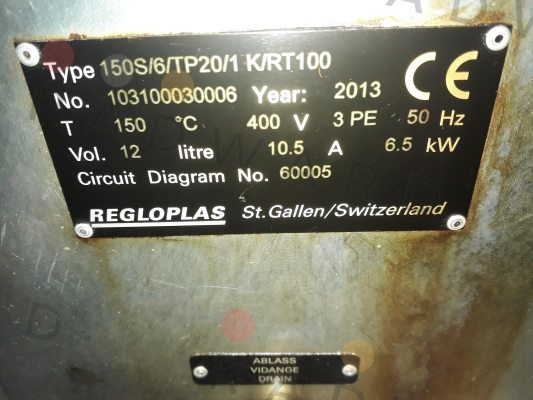 Type 150S/6/TP20/1 K/RT100
No. 103100030006 Year: 2013
T 150 °C 400 V 3 PE 50 Hz
Vol. 12 litre 10.5 A 6.5 kW
Circuit Diagram No. 60005
REGLOPLAS St.Gallen/Switzerland
CE
ABLASS
VIDANGE
DRAIN